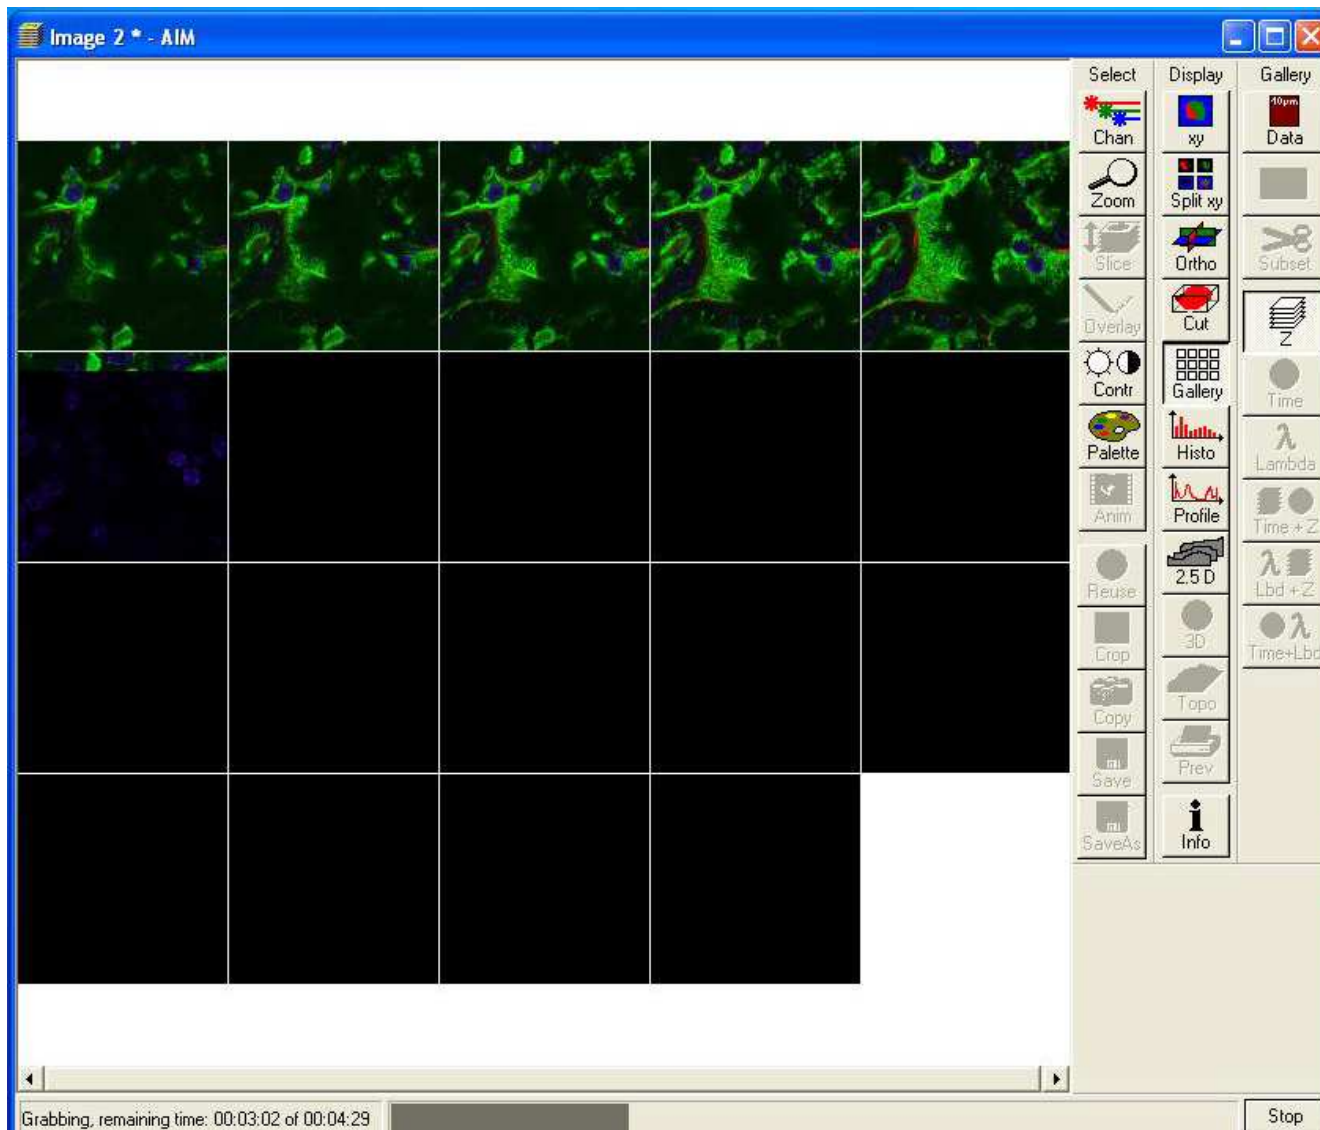 Image 2 * - AIM
Select
Display
Gallery
Chan
xy
10µm
Data
Zoom
Split xy
Slice
Ortho
Subset
Overlay
Cut
Z
Contr
Gallery
Time
Palette
Histo
λ
Lambda
Anim
Profile
Time + Z
Reuse
2.5 D
λ
Lbd + Z
Crop
3D
λ
Time+Lbd
Copy
Topo
Save
Prev
SaveAs
i
Info
Grabbing, remaining time: 00:03:02 of 00:04:29
Stop